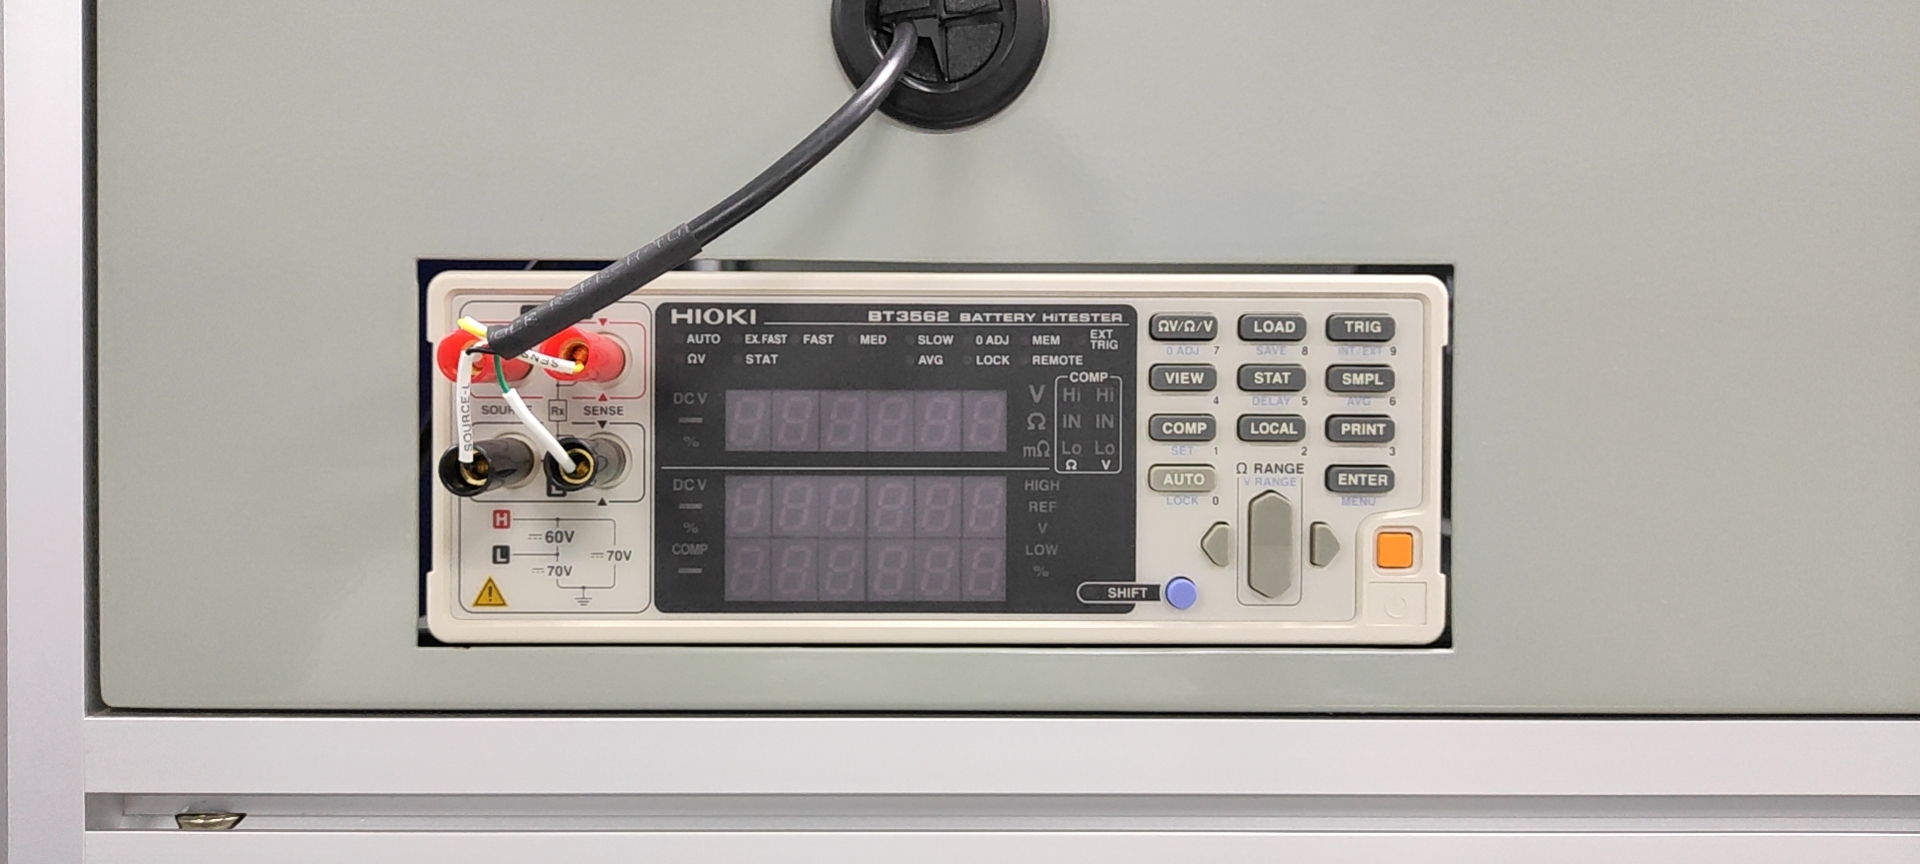 HIOKI BT3562 BATTERY HiTESTER
AUTO EX.FAST FAST MED SLOW 0 ADJ MEM EXT TRIG
ΩV STAT AVG LOCK REMOTE
DC V
%
V
Ω
mΩ
COMP
Hi Hi
IN IN
Lo Lo
Ω V
DC V
%
COMP
HIGH
REF
V
LOW
%
SHIFT
SENS
SOURCE-L
Rx SENSE
L
H
60V
L
70V
70V
ΩV/Ω/V LOAD TRIG
0 ADJ 7 SAVE 8 INT/EXT 9
VIEW STAT SMPL
4 DELAY 5 AVG 6
COMP LOCAL PRINT
SET 1 2 3
AUTO Ω RANGE ENTER
LOCK 0 V RANGE MENU